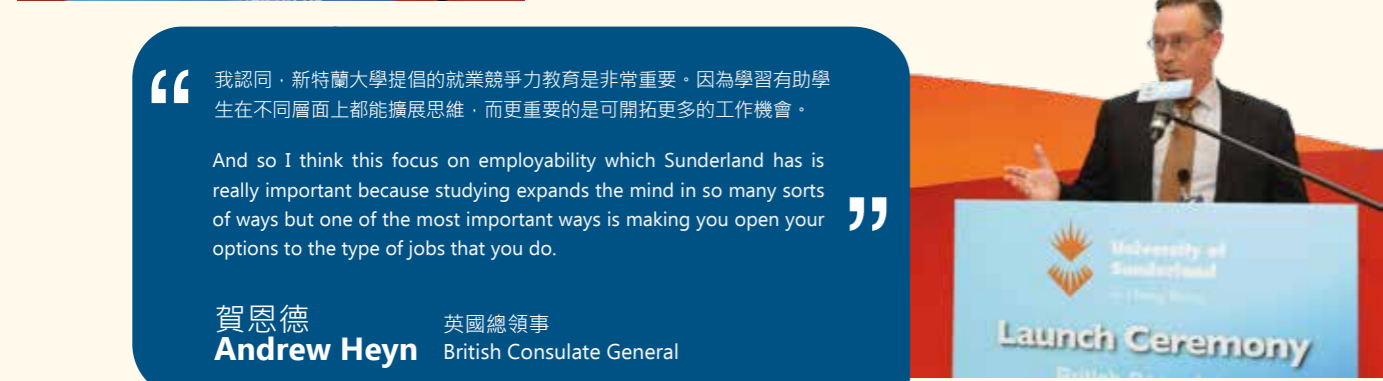 “
我認同，新特蘭大學提倡的就業競爭力教育是非常重要。因為學習有助學
生在不同層面上都能擴展思維，而更重要的是可開拓更多的工作機會。
And so I think this focus on employability which Sunderland has is
really important because studying expands the mind in so many sorts
of ways but one of the most important ways is making you open your
options to the type of jobs that you do.
”
賀恩德
Andrew Heyn
英國總領事
British Consulate General
University of
Sunderland
in Hong Kong
Launch Ceremony